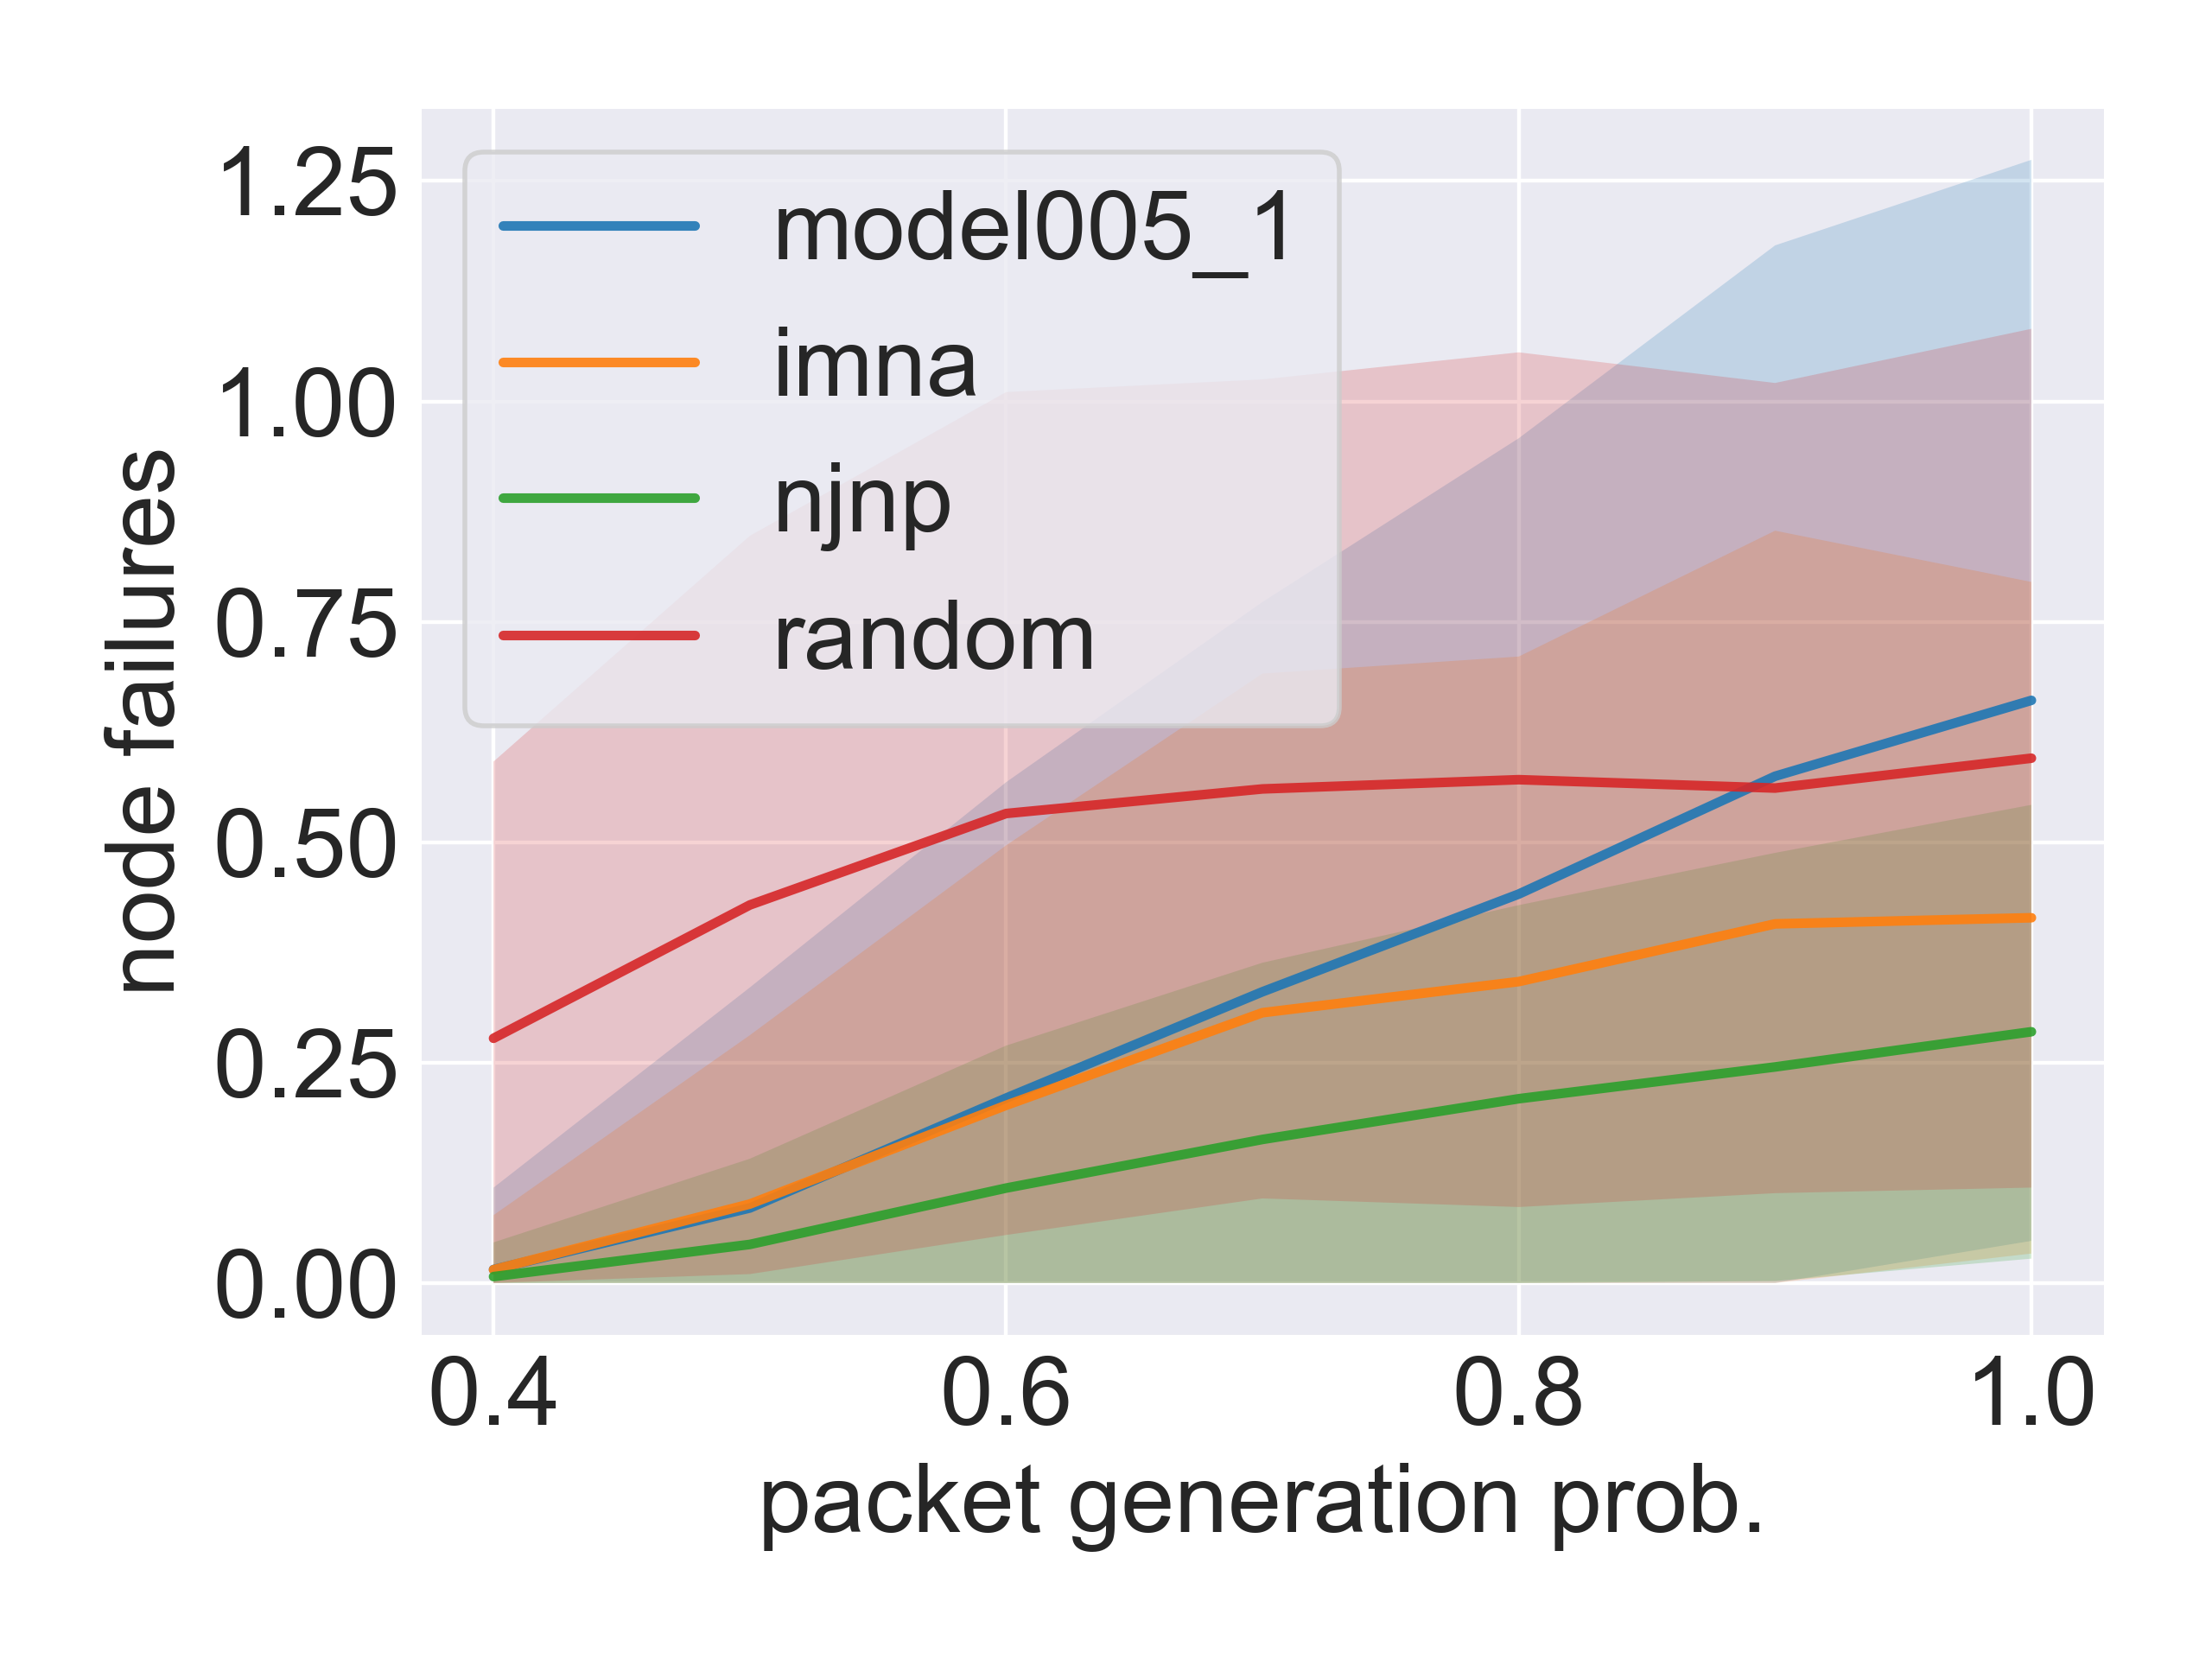 1.25
1.00
0.75
0.50
0.25
0.00
node failures
model005_1
imna
njnp
random
0.4 0.6 0.8 1.0
packet generation prob.